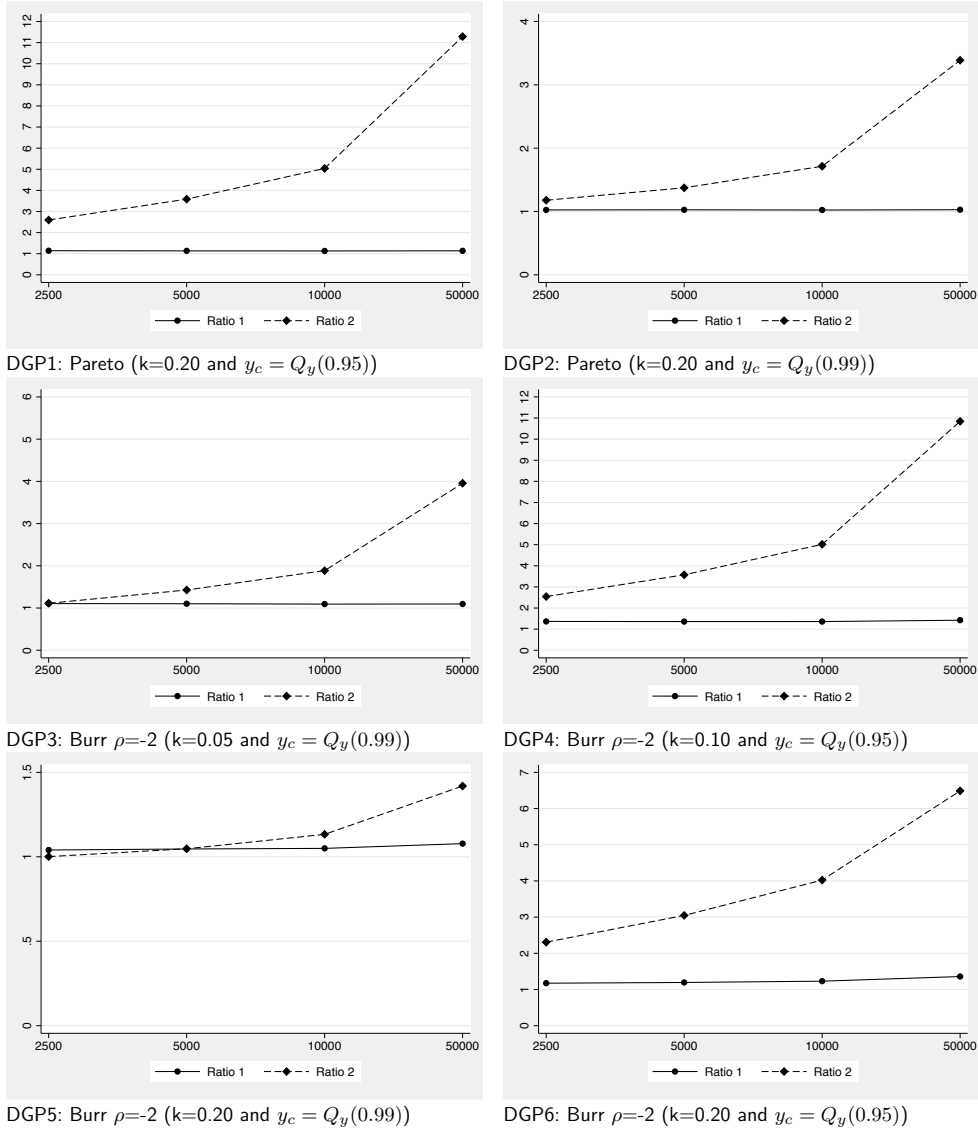 0 1 2 3 4 5 6 7 8 9 10 11 12
2500 5000 10000 50000
Ratio 1 Ratio 2
DGP1: Pareto (k=0.20 and y_c = Q_y(0.95))
0 1 2 3 4
2500 5000 10000 50000
Ratio 1 Ratio 2
DGP2: Pareto (k=0.20 and y_c = Q_y(0.99))
0 1 2 3 4 5 6
2500 5000 10000 50000
Ratio 1 Ratio 2
DGP3: Burr ρ=-2 (k=0.05 and y_c = Q_y(0.99))
0 1 2 3 4 5 6 7 8 9 10 11 12
2500 5000 10000 50000
Ratio 1 Ratio 2
DGP4: Burr ρ=-2 (k=0.10 and y_c = Q_y(0.95))
0 .5 1 1.5
2500 5000 10000 50000
Ratio 1 Ratio 2
DGP5: Burr ρ=-2 (k=0.20 and y_c = Q_y(0.99))
0 1 2 3 4 5 6 7
2500 5000 10000 50000
Ratio 1 Ratio 2
DGP6: Burr ρ=-2 (k=0.20 and y_c = Q_y(0.95))